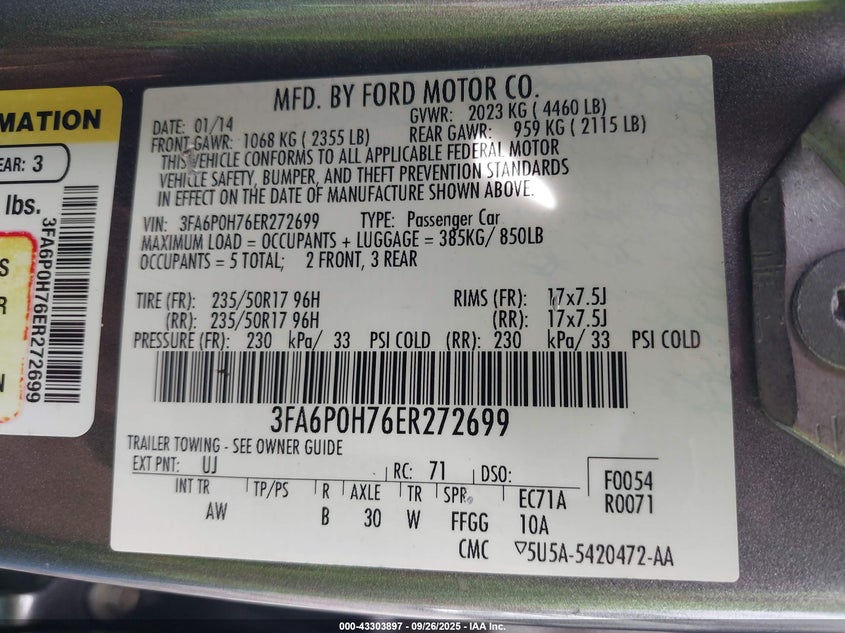 MATION
EAR: 3
lbs.
3FA6P0H76ER272699
S
R
N
MFD. BY FORD MOTOR CO.
DATE: 01/14 GVWR: 2023 KG ( 4460 LB)
FRONT GAWR: 1068 KG ( 2355 LB) REAR GAWR: 959 KG ( 2115 LB)
THIS VEHICLE CONFORMS TO ALL APPLICABLE FEDERAL MOTOR
VEHICLE SAFETY, BUMPER, AND THEFT PREVENTION STANDARDS
IN EFFECT ON THE DATE OF MANUFACTURE SHOWN ABOVE.
VIN: 3FA6P0H76ER272699 TYPE: Passenger Car
MAXIMUM LOAD = OCCUPANTS + LUGGAGE = 385KG/ 850LB
OCCUPANTS = 5 TOTAL; 2 FRONT, 3 REAR
TIRE (FR): 235/50R17 96H RIMS (FR): 17x7.5J
(RR): 235/50R17 96H (RR): 17x7.5J
PRESSURE (FR): 230 kPa/ 33 PSI COLD (RR): 230 kPa/ 33 PSI COLD
3FA6P0H76ER272699
TRAILER TOWING - SEE OWNER GUIDE
EXT PNT: UJ RC: 71 DSO: F0054
INT TR TP/PS R AXLE TR SPR EC71A R0071
AW B 30 W FFGG 10A
CMC ▽5U5A-5420472-AA
000-43303897 - 09/26/2025 - IAA Inc.